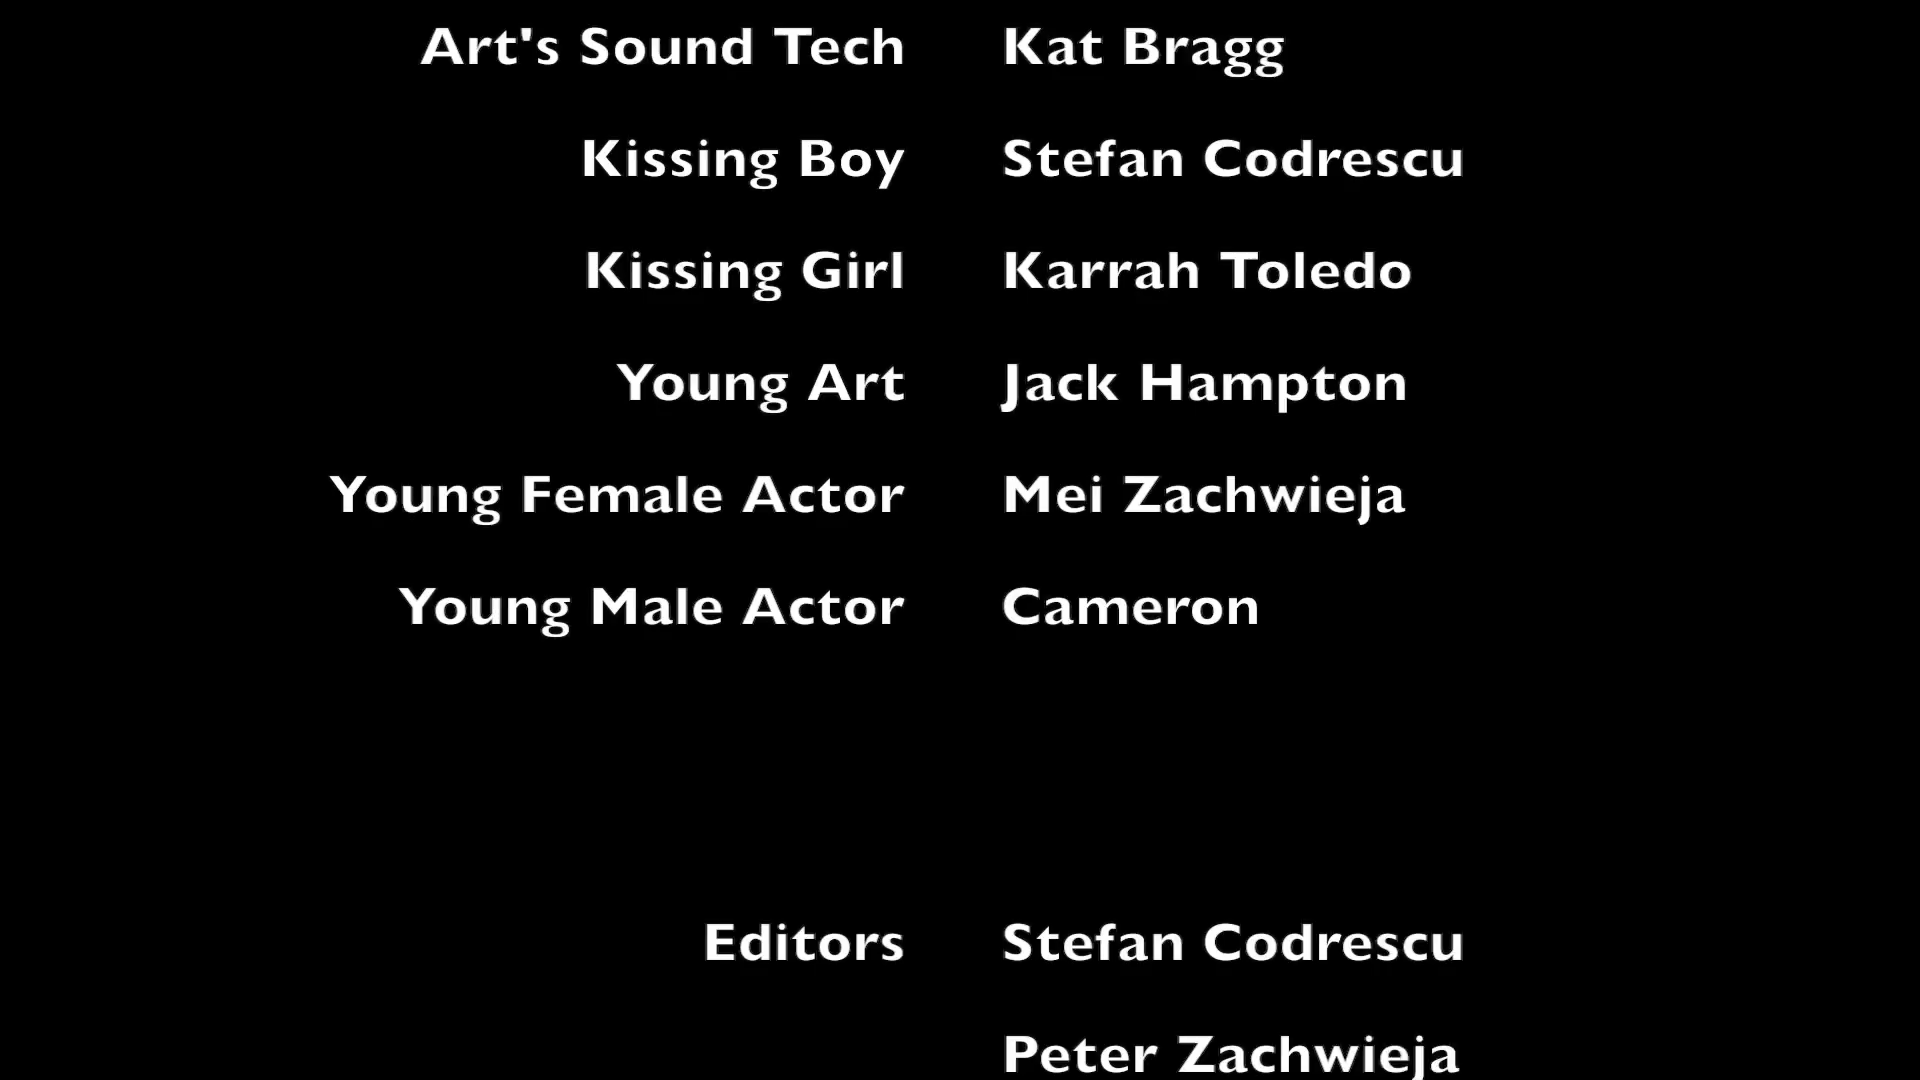 Art's Sound Tech Kat Bragg
Kissing Boy Stefan Codrescu
Kissing Girl Karrah Toledo
Young Art Jack Hampton
Young Female Actor Mei Zachwieja
Young Male Actor Cameron
Editors Stefan Codrescu
Peter Zachwieja